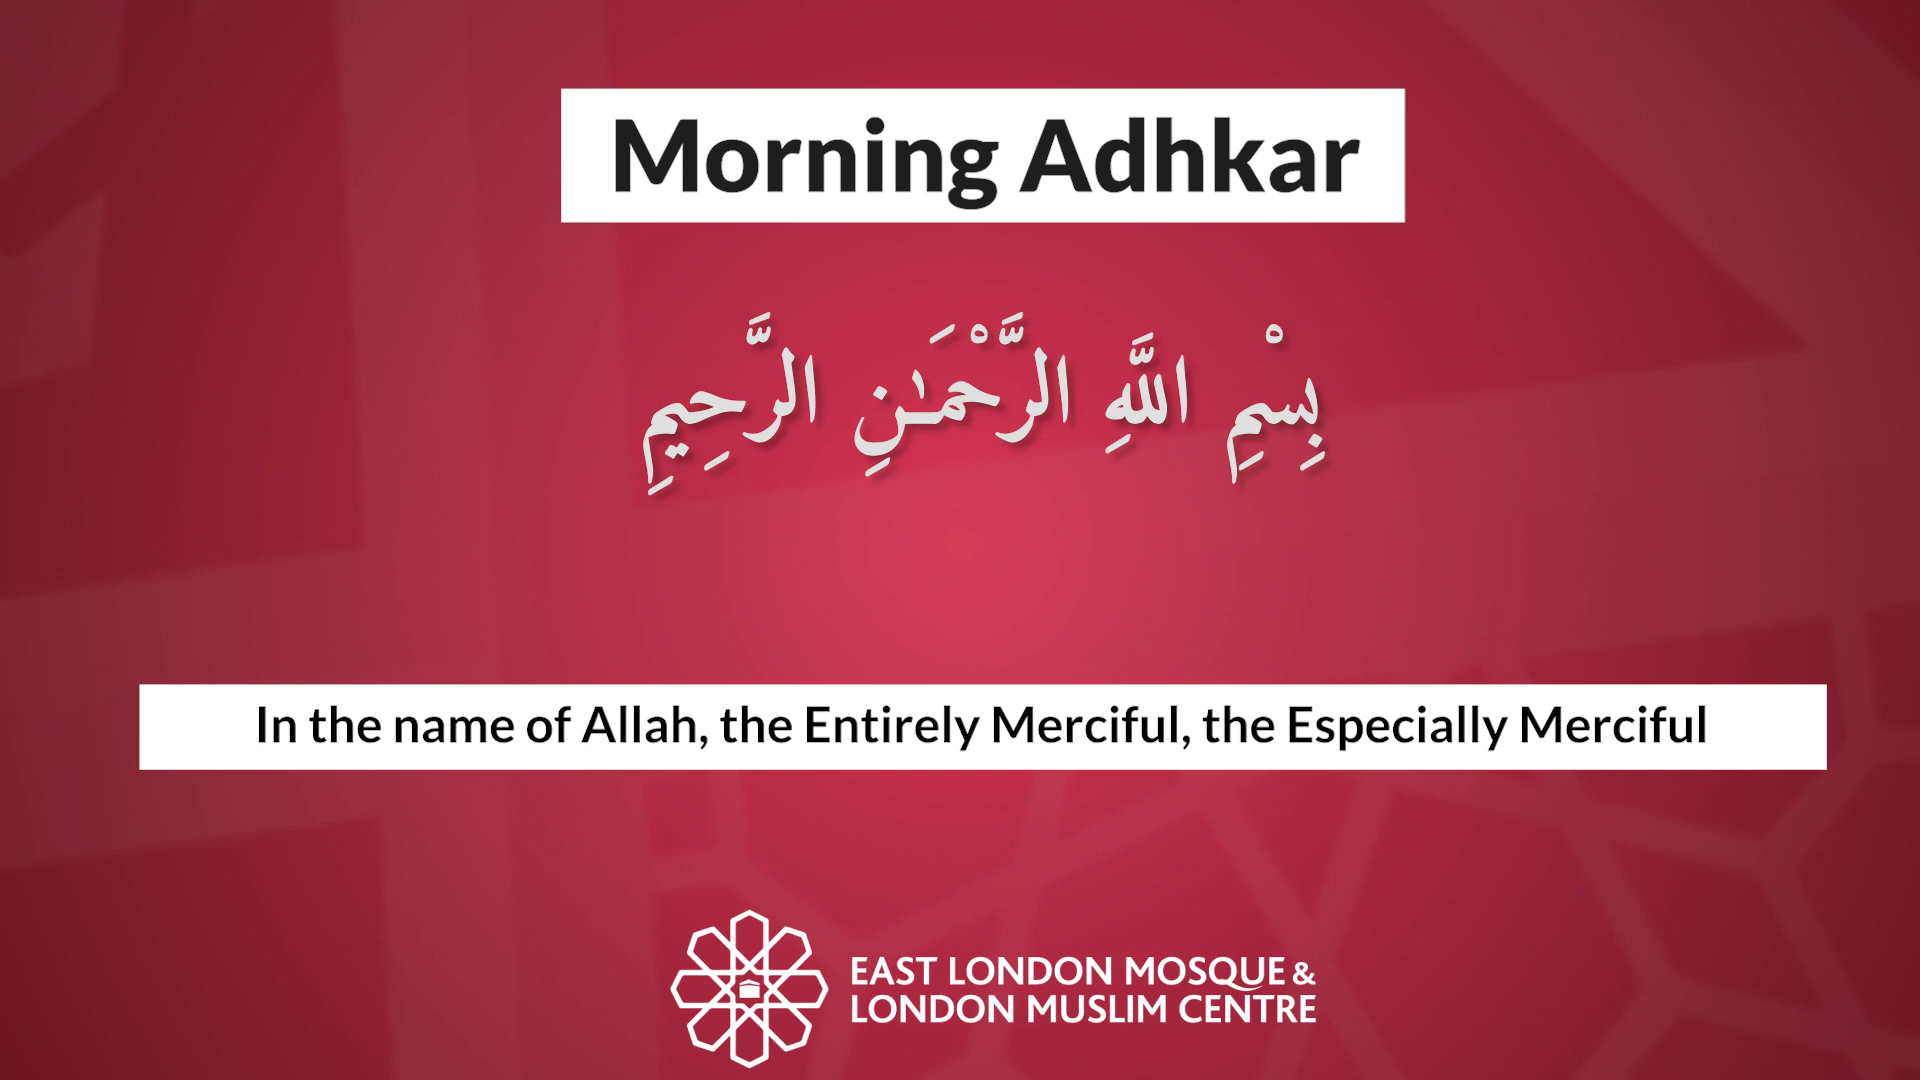 Morning Adhkar
بِسْمِ اللَّهِ الرَّحْمَـٰنِ الرَّحِيمِ
In the name of Allah, the Entirely Merciful, the Especially Merciful
EAST LONDON MOSQUE &
LONDON MUSLIM CENTRE